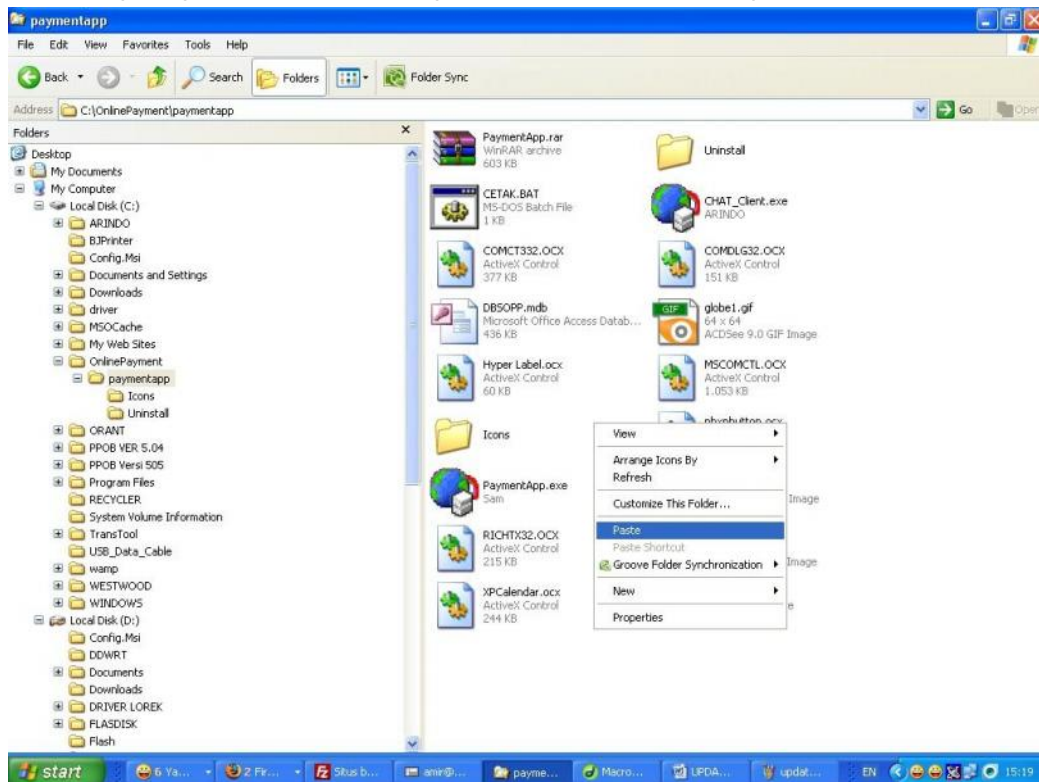 paymentapp
File Edit View Favorites Tools Help
Back Search Folders Folder Sync
Address C:\OnlinePayment\paymentapp Go Open
Folders
Desktop
My Documents
My Computer
Local Disk (C:)
ARINDO
BJPrinter
Config.Msi
Documents and Settings
Downloads
driver
MSOCache
My Web Sites
OnlinePayment
paymentapp
Icons
Uninstall
ORANT
PPOB VER 5.04
PPOB Versi 505
Program Files
RECYCLER
System Volume Information
TransTool
USB_Data_Cable
wamp
WESTWOOD
WINDOWS
Local Disk (D:)
Config.Msi
DDWRT
Documents
Downloads
DRIVER LOREK
FLASDISK
Flash
PaymentApp.rar
WinRAR archive
603 KB
Uninstall
CETAK.BAT
MS-DOS Batch File
1 KB
CHAT_Client.exe
ARINDO
COMCT332.OCX
ActiveX Control
377 KB
COMDLG32.OCX
ActiveX Control
151 KB
DBSOPP.mdb
Microsoft Office Access Datab...
436 KB
GIF
globe1.gif
64 x 64
ACDSee 9.0 GIF Image
Hyper Label.ocx
ActiveX Control
60 KB
MSCOMCTL.OCX
ActiveX Control
1.053 KB
Icons
PaymentApp.exe
Sam
Image
RICHTX32.OCX
ActiveX Control
215 KB
Image
XPCalendar.ocx
ActiveX Control
244 KB
View
Arrange Icons By
Refresh
Customize This Folder...
Paste
Paste Shortcut
Groove Folder Synchronization
New
Properties
start 6 Ya... 2 Fir... Situs b... amir@... payme... Macro... UPDA... updat... EN 15:19